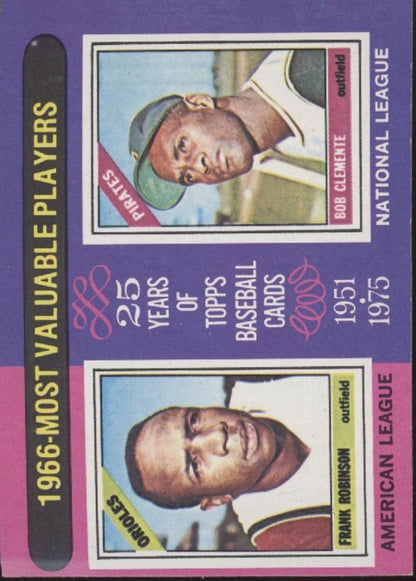 1966-MOST VALUABLE PLAYERS
ORIOLES
FRANK ROBINSON outfield
AMERICAN LEAGUE
25
YEARS
OF
TOPPS
BASEBALL
CARDS
1951
•
1975
PIRATES
BOB CLEMENTE outfield
NATIONAL LEAGUE